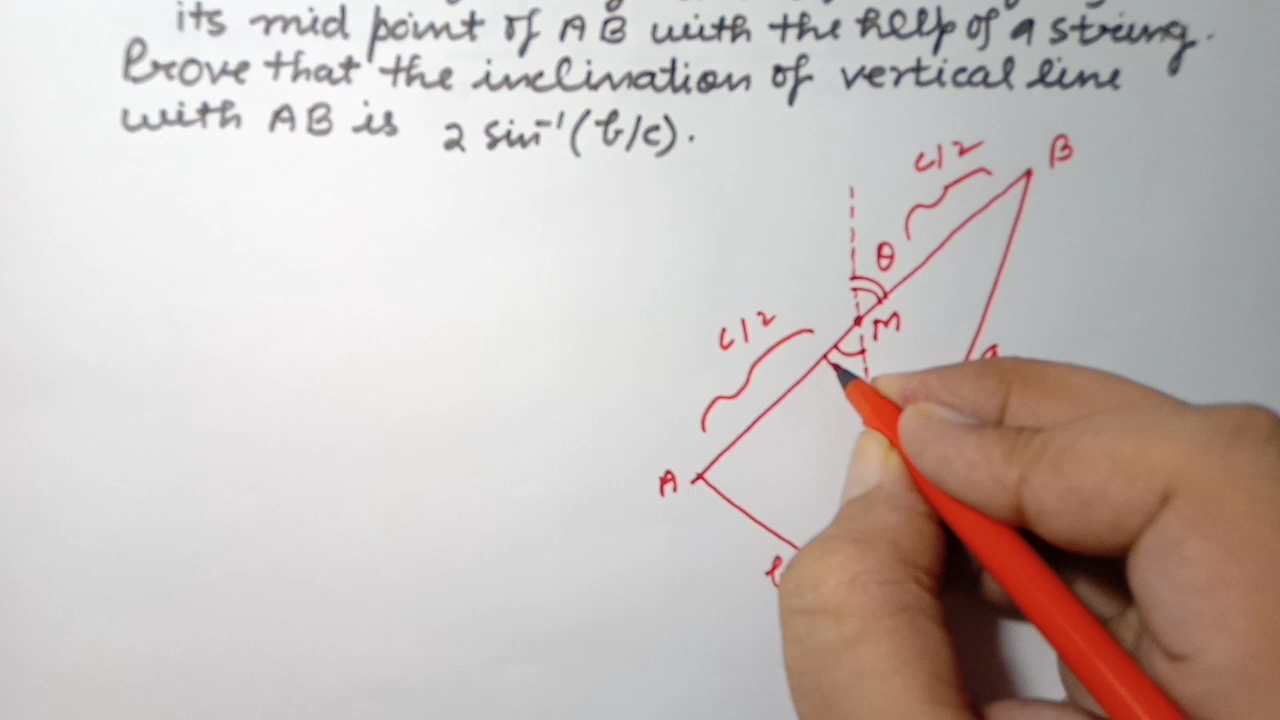 its mid point of AB with the help of a string.
Prove that the inclination of vertical line
with AB is 2 sin⁻¹(b/c).
c/2 B
θ
c/2 M
a
A